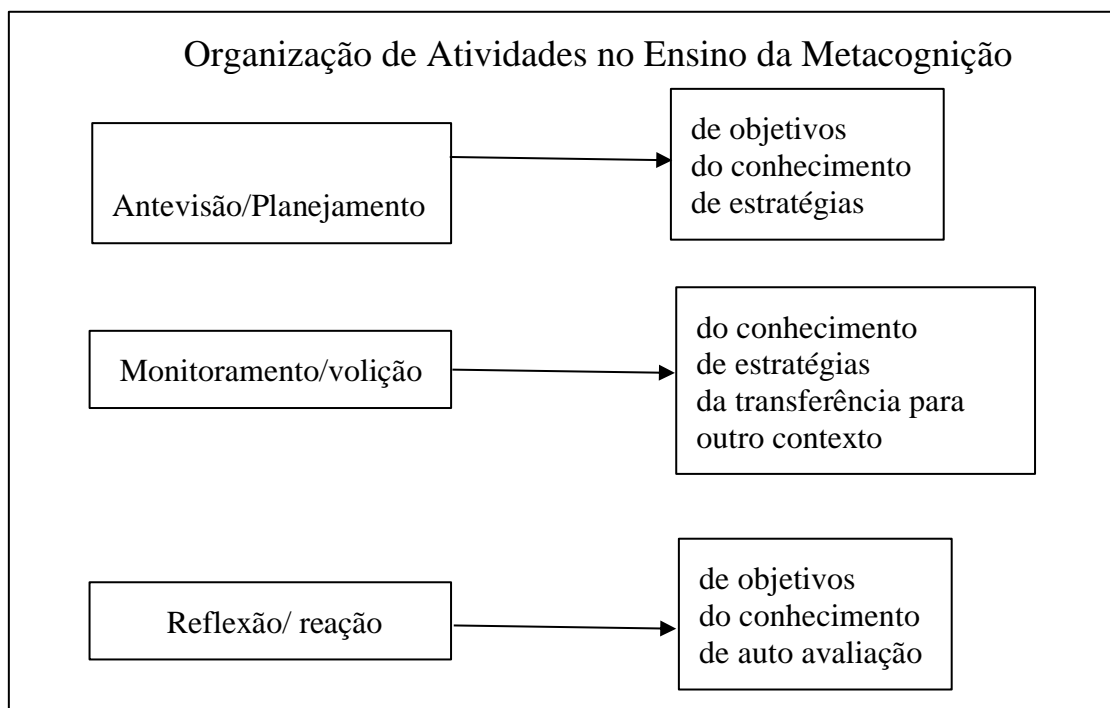 Organização de Atividades no Ensino da Metacognição
Antevisão/Planejamento
de objetivos
do conhecimento
de estratégias
Monitoramento/volição
do conhecimento
de estratégias
da transferência para
outro contexto
Reflexão/ reação
de objetivos
do conhecimento
de auto avaliação